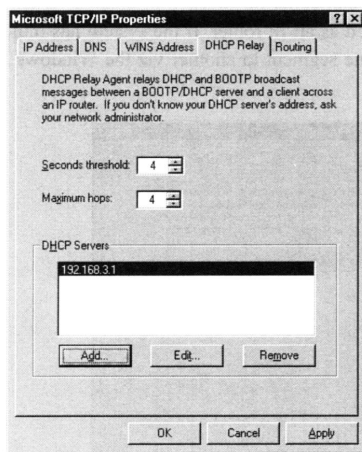 Microsoft TCP/IP Properties
IP Address DNS WINS Address DHCP Relay Routing
DHCP Relay Agent relays DHCP and BOOTP broadcast
messages between a BOOTP/DHCP server and a client across
an IP router. If you don't know your DHCP server's address, ask
your network administrator.
Seconds threshold: 4
Maximum hops: 4
DHCP Servers
192.168.3.1
Add... Edit... Remove
OK Cancel Apply